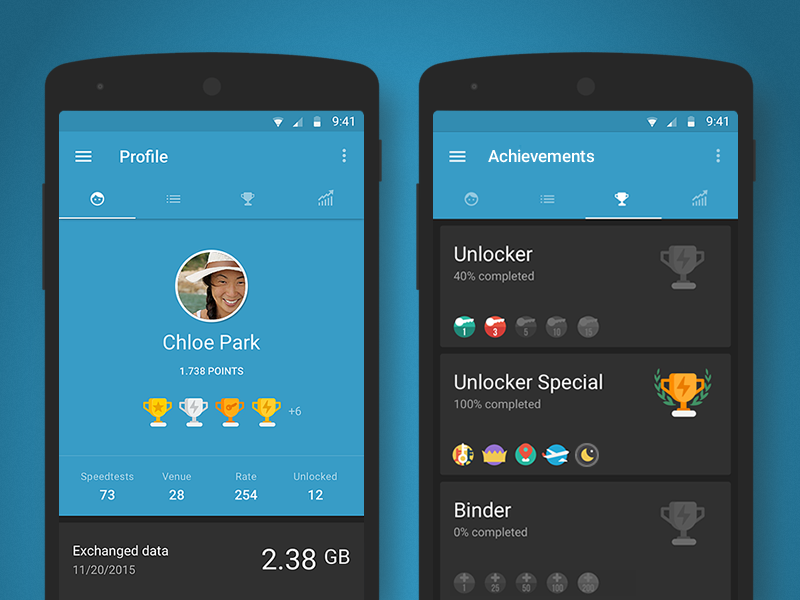 9:41
Profile
Chloe Park
1.738 POINTS
+6
Speedtests Venue Rate Unlocked
73 28 254 12
Exchanged data
11/20/2015
2.38 GB
9:41
Achievements
Unlocker
40% completed
1 3 5 10 15
Unlocker Special
100% completed
Binder
0% completed
1 25 50 100 200